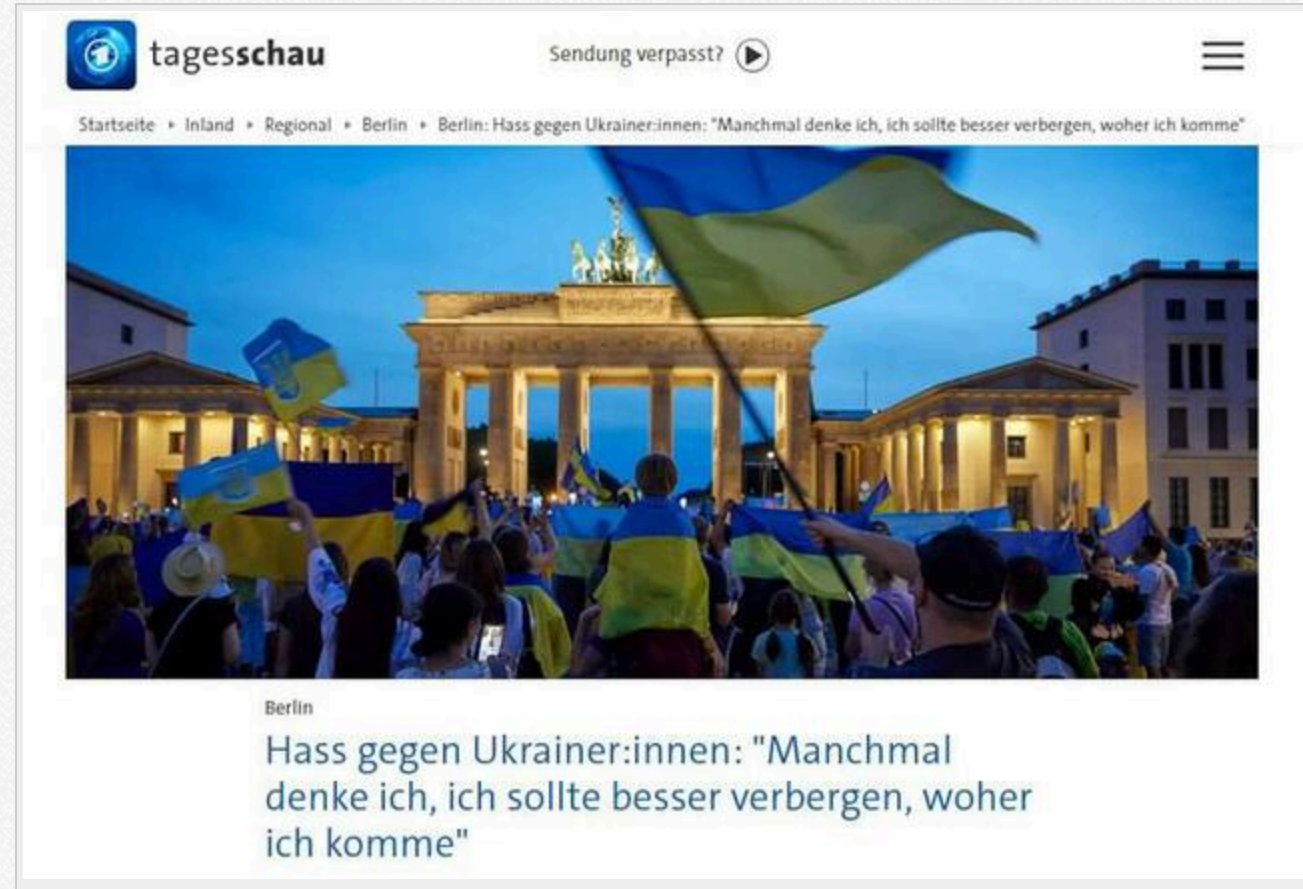 tagesschau
Sendung verpasst?
Startseite ▸ Inland ▸ Regional ▸ Berlin ▸ Berlin: Hass gegen Ukrainer:innen: "Manchmal denke ich, ich sollte besser verbergen, woher ich komme"
Berlin
Hass gegen Ukrainer:innen: "Manchmal
denke ich, ich sollte besser verbergen, woher
ich komme"